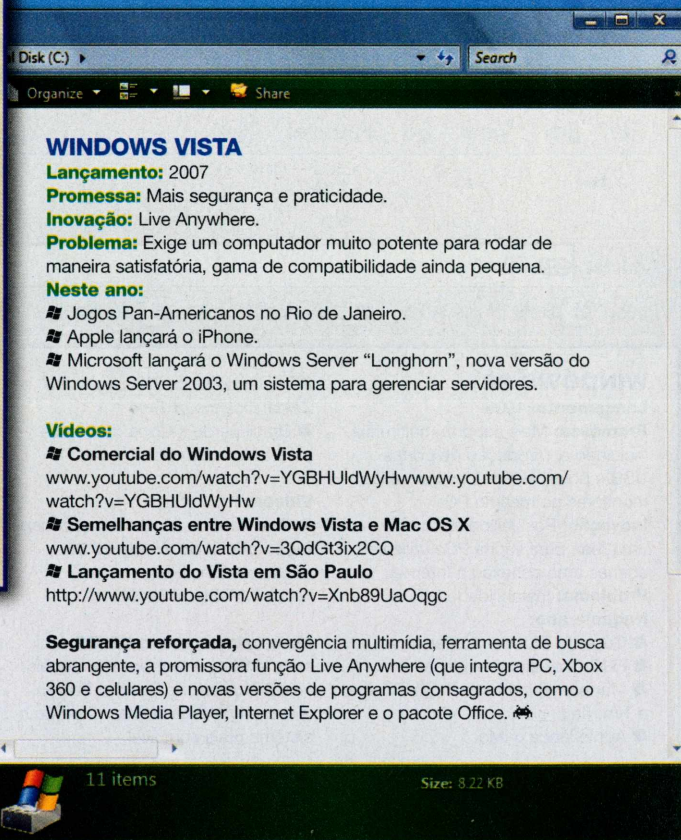 l Disk (C:)
Search
Organize
Share
WINDOWS VISTA
Lançamento: 2007
Promessa: Mais segurança e praticidade.
Inovação: Live Anywhere.
Problema: Exige um computador muito potente para rodar de
maneira satisfatória, gama de compatibilidade ainda pequena.
Neste ano:
Jogos Pan-Americanos no Rio de Janeiro.
Apple lançará o iPhone.
Microsoft lançará o Windows Server “Longhorn”, nova versão do
Windows Server 2003, um sistema para gerenciar servidores.
Vídeos:
Comercial do Windows Vista
www.youtube.com/watch?v=YGBHUldWyHwwww.youtube.com/
watch?v=YGBHUldWyHw
Semelhanças entre Windows Vista e Mac OS X
www.youtube.com/watch?v=3QdGt3ix2CQ
Lançamento do Vista em São Paulo
http://www.youtube.com/watch?v=Xnb89UaOqgc
Segurança reforçada, convergência multimídia, ferramenta de busca
abrangente, a promissora função Live Anywhere (que integra PC, Xbox
360 e celulares) e novas versões de programas consagrados, como o
Windows Media Player, Internet Explorer e o pacote Office.
11 items
Size: 8.22 KB